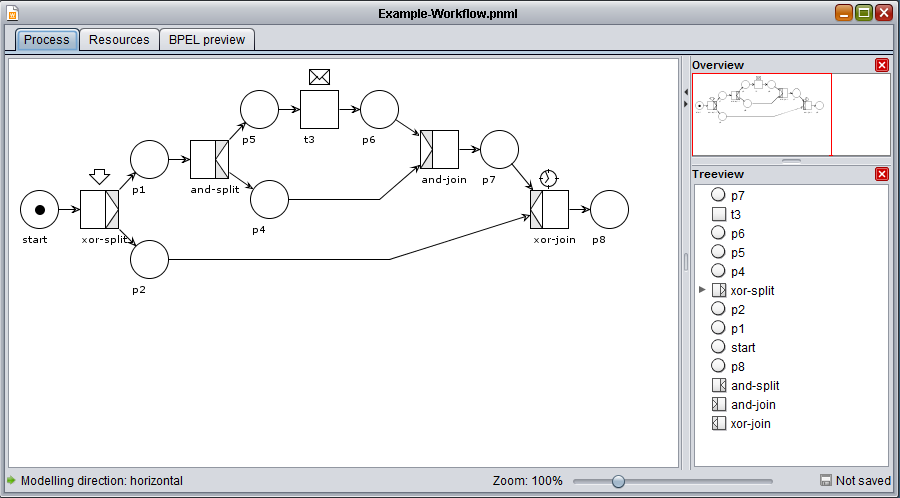 Example-Workflow.pnml
Process
Resources
BPEL preview
p5
t3
p6
p1
and-split
and-join
p7
p4
start
xor-split
xor-join
p8
p2
Overview
Treeview
p7
t3
p6
p5
p4
xor-split
p2
p1
start
p8
and-split
and-join
xor-join
Modelling direction: horizontal
Zoom: 100%
Not saved